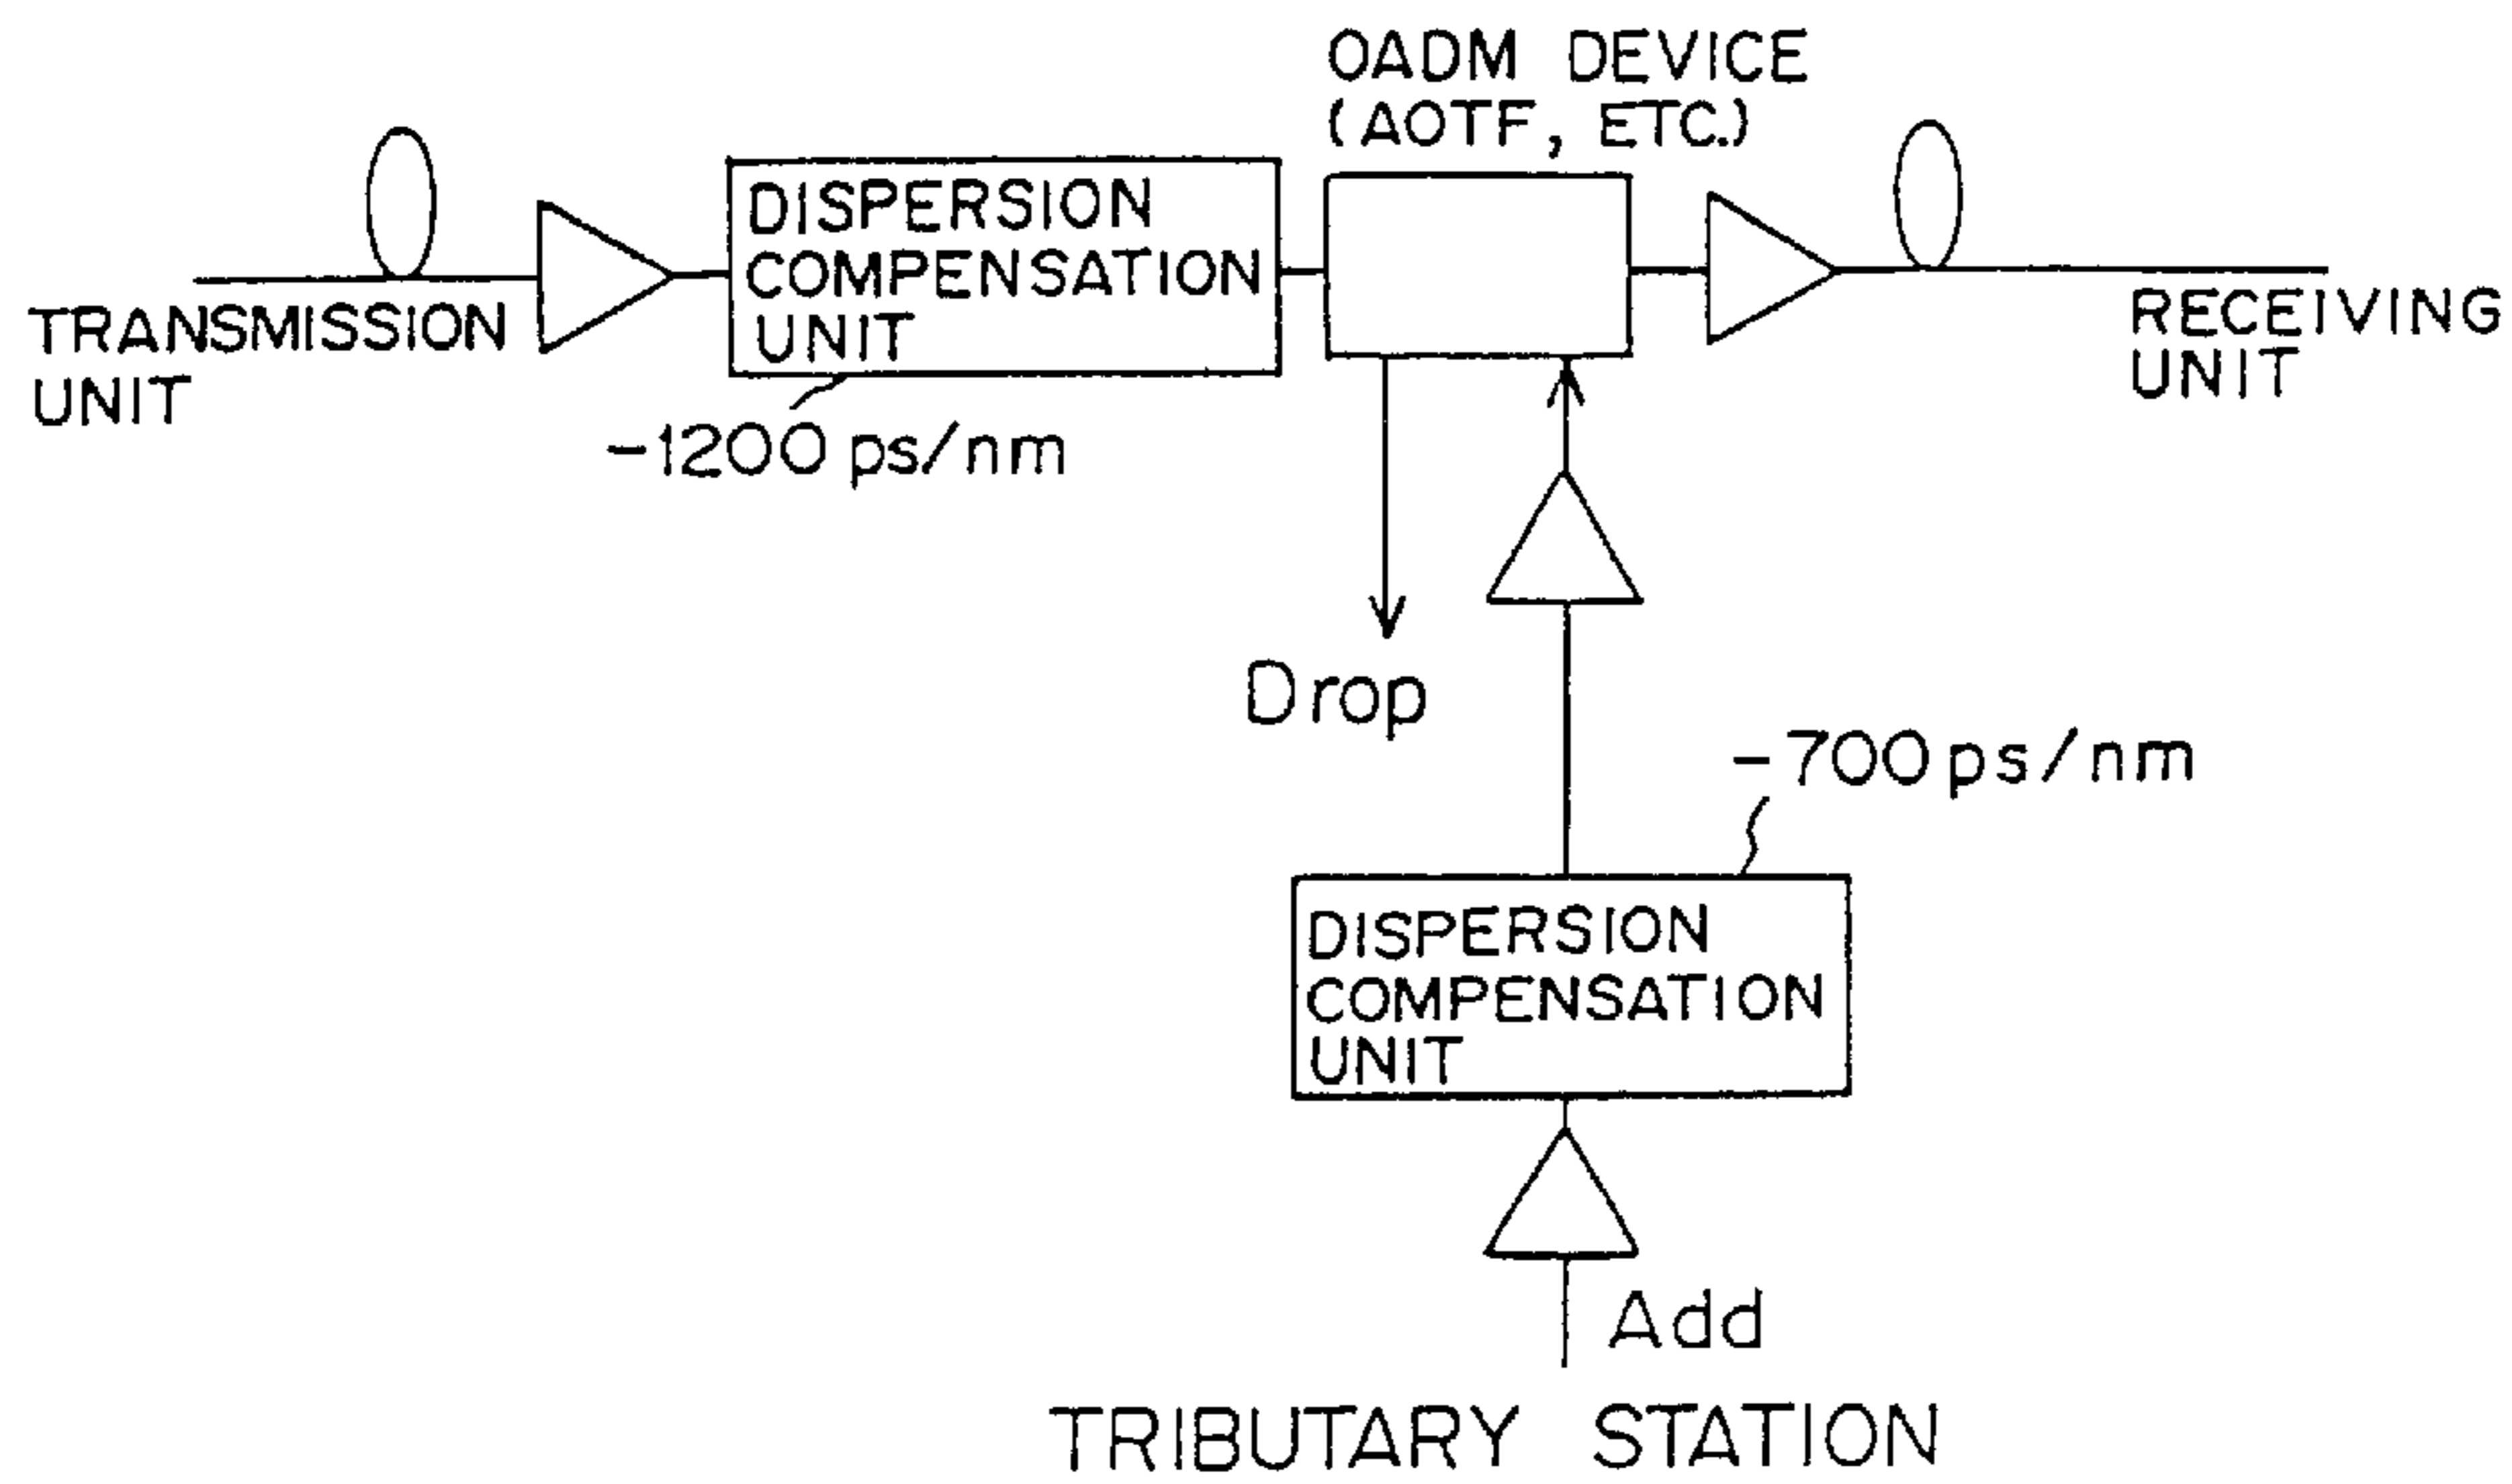 OADM DEVICE
(AOTF, ETC.)
DISPERSION
COMPENSATION
UNIT
TRANSMISSION
UNIT
RECEIVING
UNIT
-1200 ps/nm
Drop
-700 ps/nm
DISPERSION
COMPENSATION
UNIT
Add
TRIBUTARY STATION